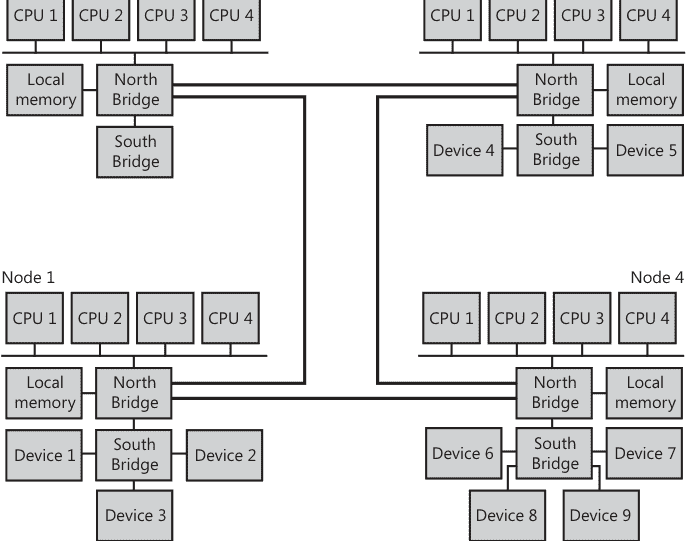 CPU 1 CPU 2 CPU 3 CPU 4
CPU 1 CPU 2 CPU 3 CPU 4
Local
memory
North
Bridge
North
Bridge
Local
memory
South
Bridge
Device 4
South
Bridge
Device 5
Node 1
Node 4
CPU 1 CPU 2 CPU 3 CPU 4
CPU 1 CPU 2 CPU 3 CPU 4
Local
memory
North
Bridge
North
Bridge
Local
memory
Device 1
South
Bridge
Device 2
Device 6
South
Bridge
Device 7
Device 3
Device 8
Device 9